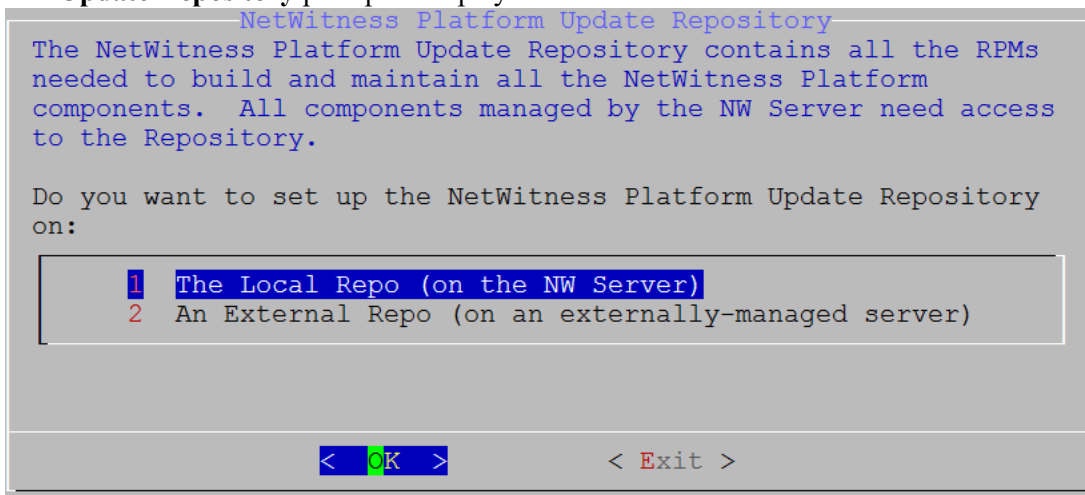 Update Repository
NetWitness Platform Update Repository
The NetWitness Platform Update Repository contains all the RPMs
needed to build and maintain all the NetWitness Platform
components.  All components managed by the NW Server need access
to the Repository.
Do you want to set up the NetWitness Platform Update Repository
on:
1 The Local Repo (on the NW Server)
2 An External Repo (on an externally-managed server)
< OK > < Exit >